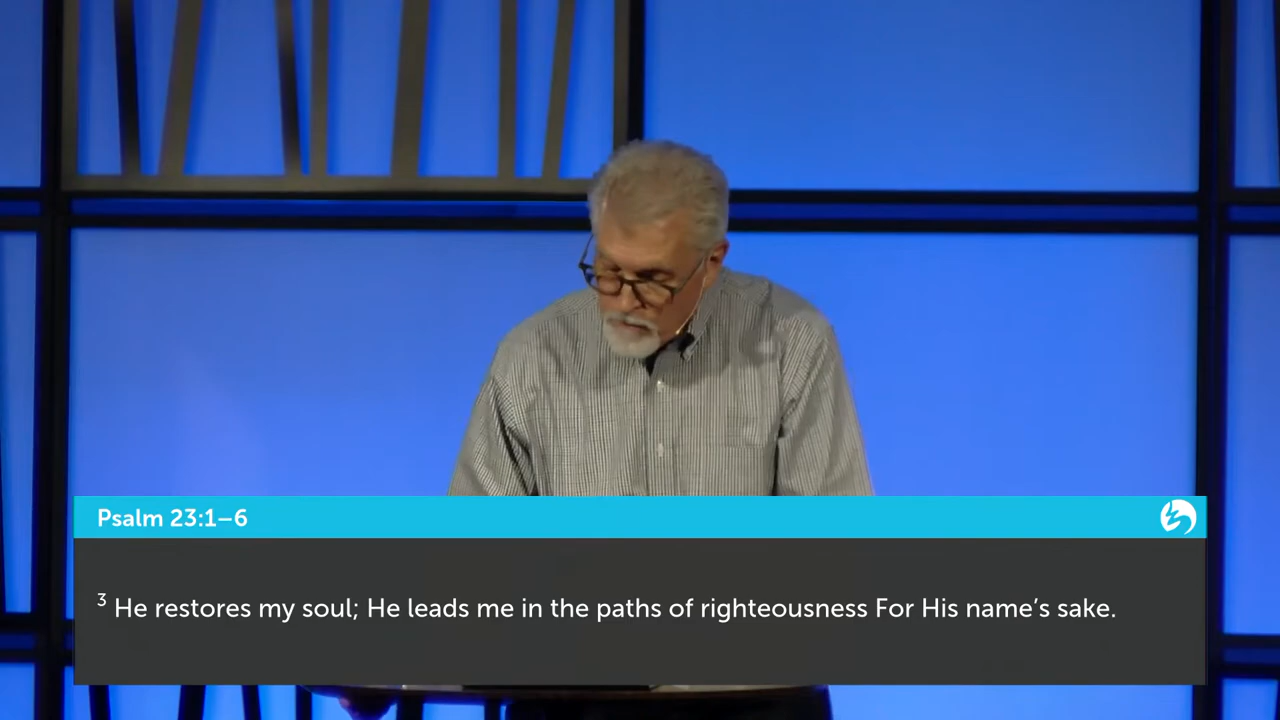 Psalm 23:1–6
³ He restores my soul; He leads me in the paths of righteousness For His name’s sake.